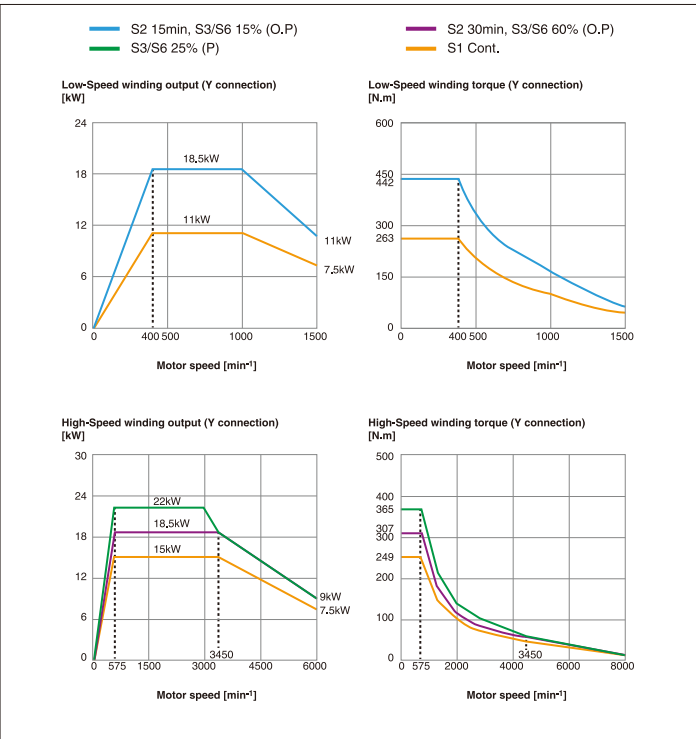 S2 15min, S3/S6 15% (O.P)
S2 30min, S3/S6 60% (O.P)
S3/S6 25% (P)
S1 Cont.
Low-Speed winding output (Y connection)
[kW]
24
18
12
6
0
18.5kW
11kW
11kW
7.5kW
0 400 500 1000 1500
Motor speed [min-1]
Low-Speed winding torque (Y connection)
[N.m]
600
450
442
300
263
150
0
0 400 500 1000 1500
Motor speed [min-1]
High-Speed winding output (Y connection)
[kW]
30
24
18
12
6
0
22kW
18.5kW
15kW
9kW
7.5kW
3450
0 575 1500 3000 4500 6000
Motor speed [min-1]
High-Speed winding torque (Y connection)
[N.m]
500
400
365
307
300
249
200
100
0
3450
0 575 2000 4000 6000 8000
Motor speed [min-1]